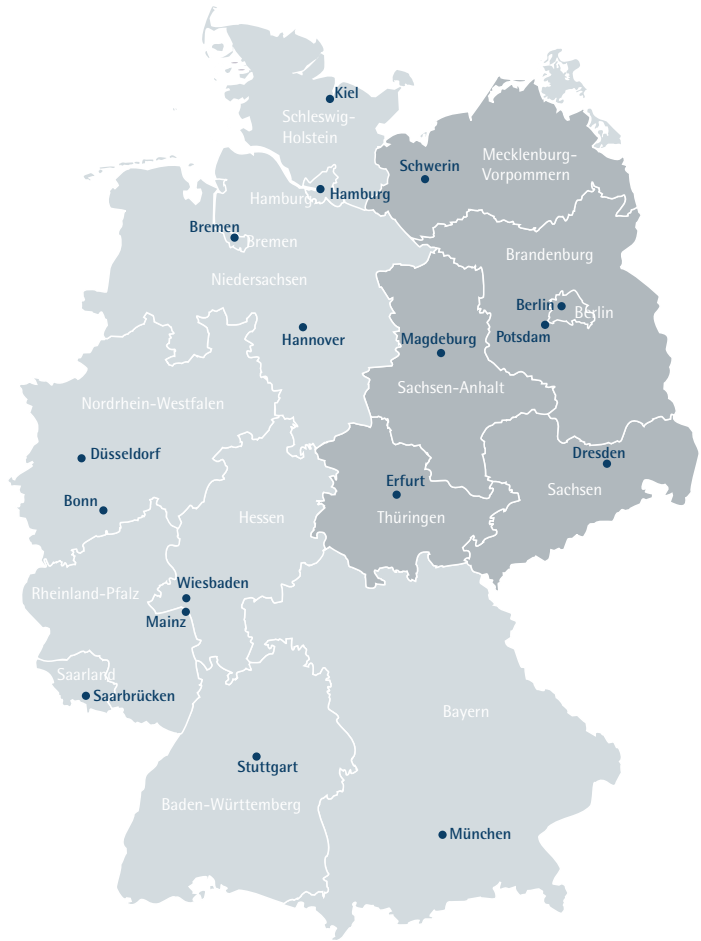 Kiel
Schleswig-
Holstein
Mecklenburg-
Vorpommern
Schwerin
Hamburg
Hamburg
Bremen
Bremen
Brandenburg
Niedersachsen
Berlin
Berlin
Potsdam
Hannover
Magdeburg
Sachsen-Anhalt
Nordrhein-Westfalen
Düsseldorf
Dresden
Erfurt
Sachsen
Bonn
Hessen
Thüringen
Wiesbaden
Rheinland-Pfalz
Mainz
Saarland
Saarbrücken
Bayern
Stuttgart
Baden-Württemberg
München